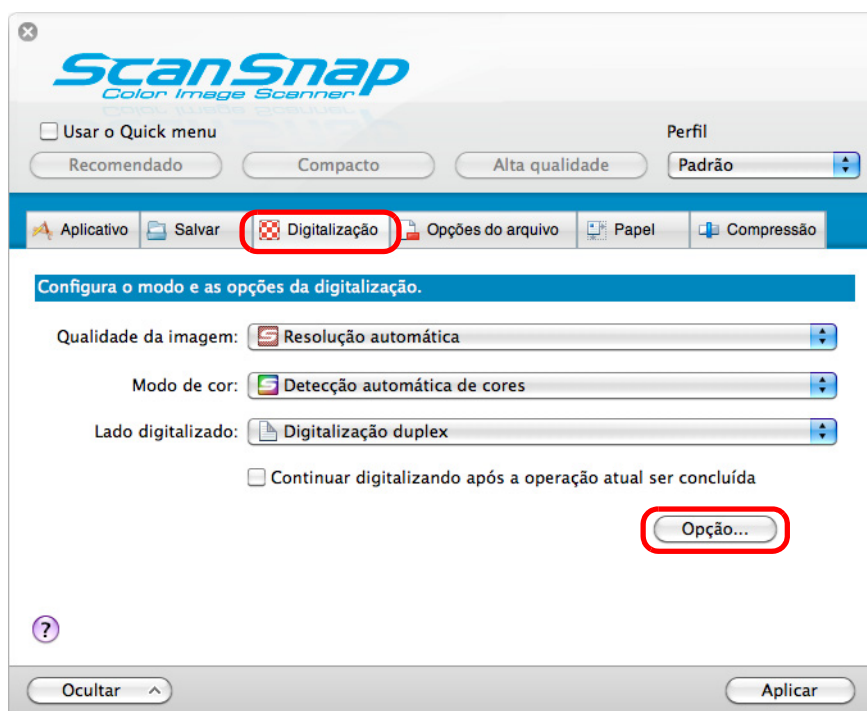 ScanSnap
Color Image Scanner
Usar o Quick menu
Perfil
Recomendado Compacto Alta qualidade Padrão
Aplicativo Salvar Digitalização Opções do arquivo Papel Compressão
Configura o modo e as opções da digitalização.
Qualidade da imagem: Resolução automática
Modo de cor: Detecção automática de cores
Lado digitalizado: Digitalização duplex
Continuar digitalizando após a operação atual ser concluída
Opção...
?
Ocultar Aplicar